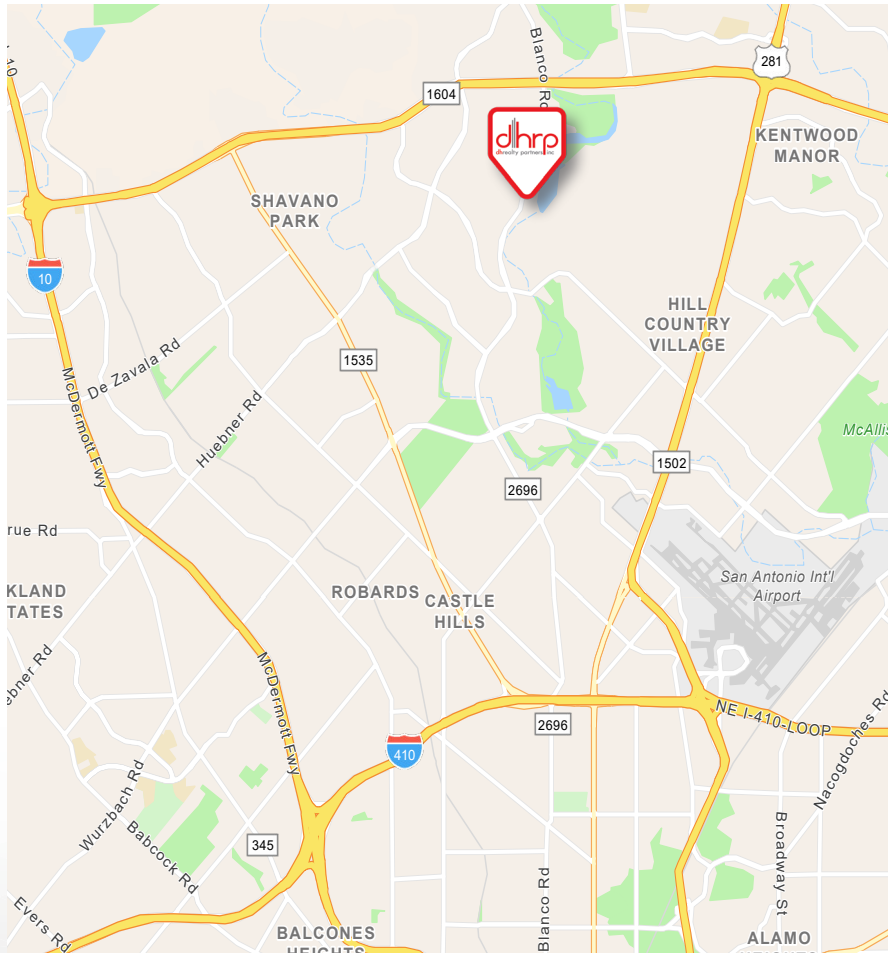 I-10
Blanco Rd
281
1604
dhrp
dhrealty partners, inc
KENTWOOD
MANOR
SHAVANO
PARK
10
HILL
COUNTRY
VILLAGE
1535
De Zavala Rd
McDermott Fwy
Huebner Rd
McAllis
1502
2696
rue Rd
San Antonio Int'l
Airport
KLAND
TATES
ROBARDS
CASTLE
HILLS
ebner Rd
McDermott Fwy
NE I-410-LOOP
2696
410
Nacogdoches Rd
Wurzbach Rd
Babcock Rd
345
Broadway St
Blanco Rd
Evers Rd
BALCONES
HEIGHTS
ALAMO
HEIGHTS